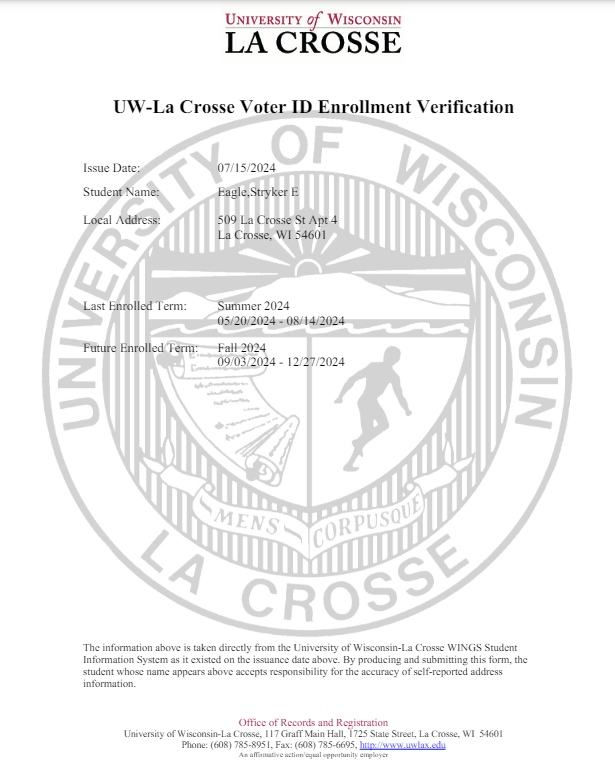 UNIVERSITY of WISCONSIN
LA CROSSE
UW-La Crosse Voter ID Enrollment Verification
UNIVERSITY OF WISCONSIN
Issue Date: 07/15/2024
Student Name: Eagle,Stryker E
Local Address: 509 La Crosse St Apt 4
La Crosse, WI 54601
Last Enrolled Term: Summer 2024
05/20/2024 - 08/14/2024
Future Enrolled Term: Fall 2024
09/03/2024 - 12/27/2024
MENS CORPUSQUE
LA CROSSE
The information above is taken directly from the University of Wisconsin-La Crosse WINGS Student
Information System as it existed on the issuance date above. By producing and submitting this form, the
student whose name appears above accepts responsibility for the accuracy of self-reported address
information.
Office of Records and Registration
University of Wisconsin-La Crosse, 117 Graff Main Hall, 1725 State Street, La Crosse, WI 54601
Phone: (608) 785-8951, Fax: (608) 785-6695, http://www.uwlax.edu
An affirmative action/equal opportunity employer